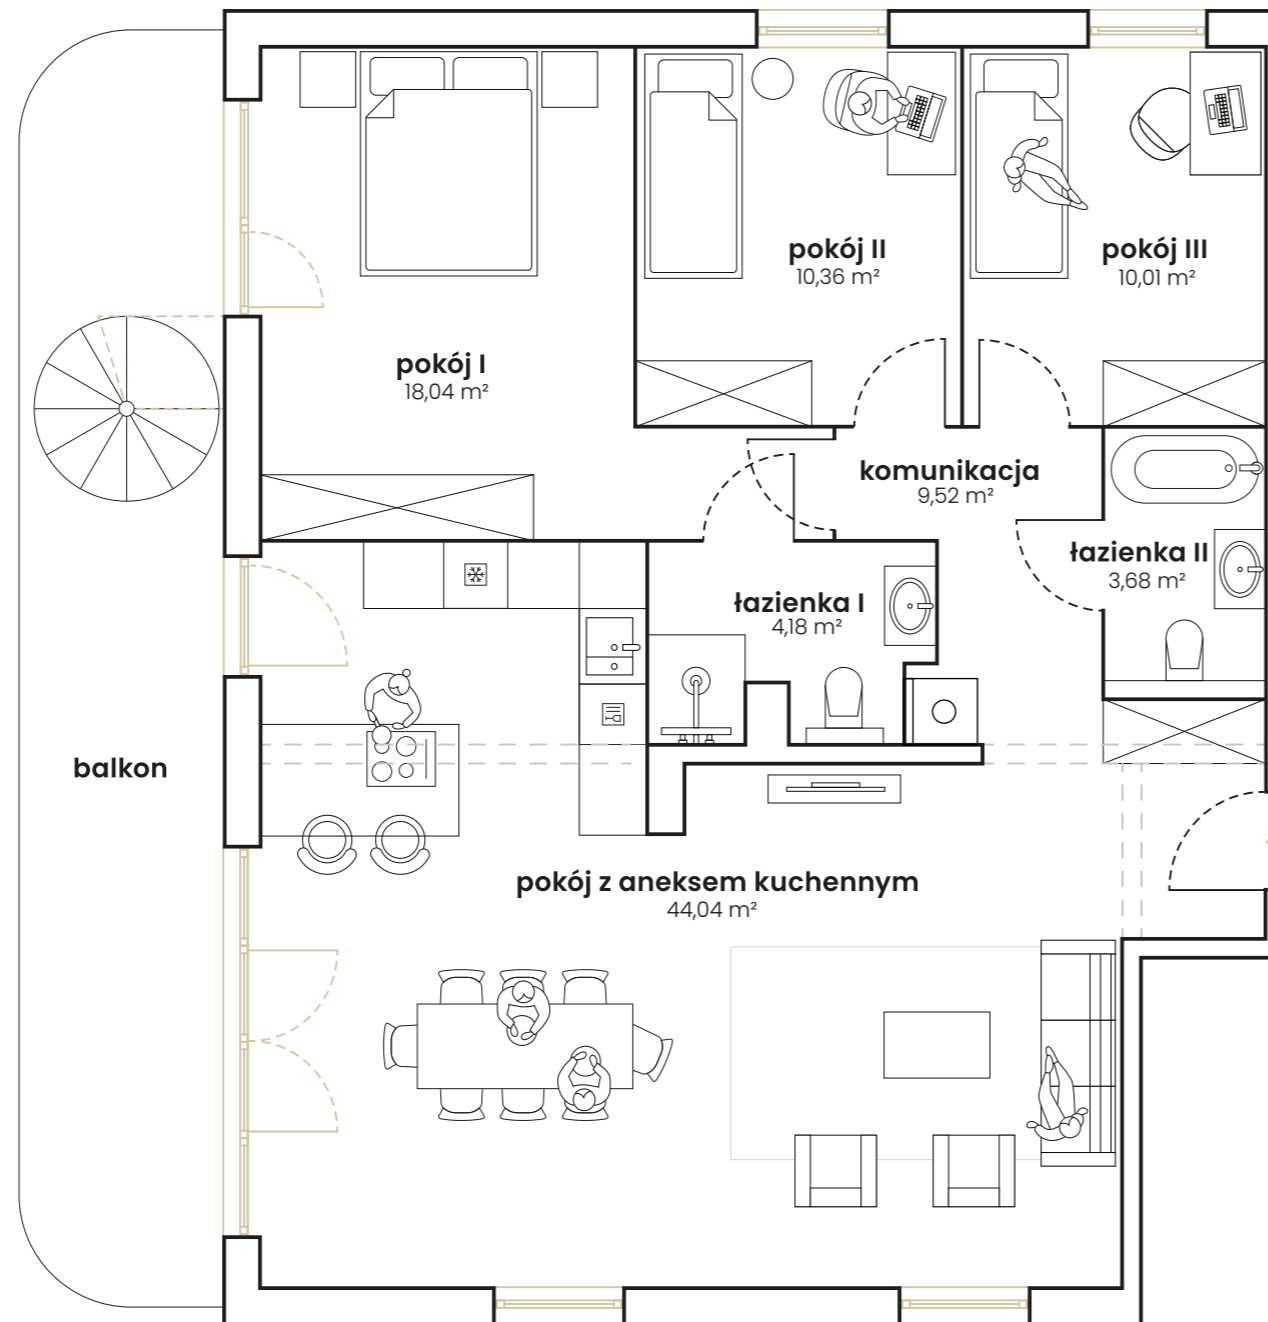 pokój II
10,36 m²
pokój III
10,01 m²
pokój I
18,04 m²
komunikacja
9,52 m²
łazienka II
3,68 m²
łazienka I
4,18 m²
balkon
pokój z aneksem kuchennym
44,04 m²